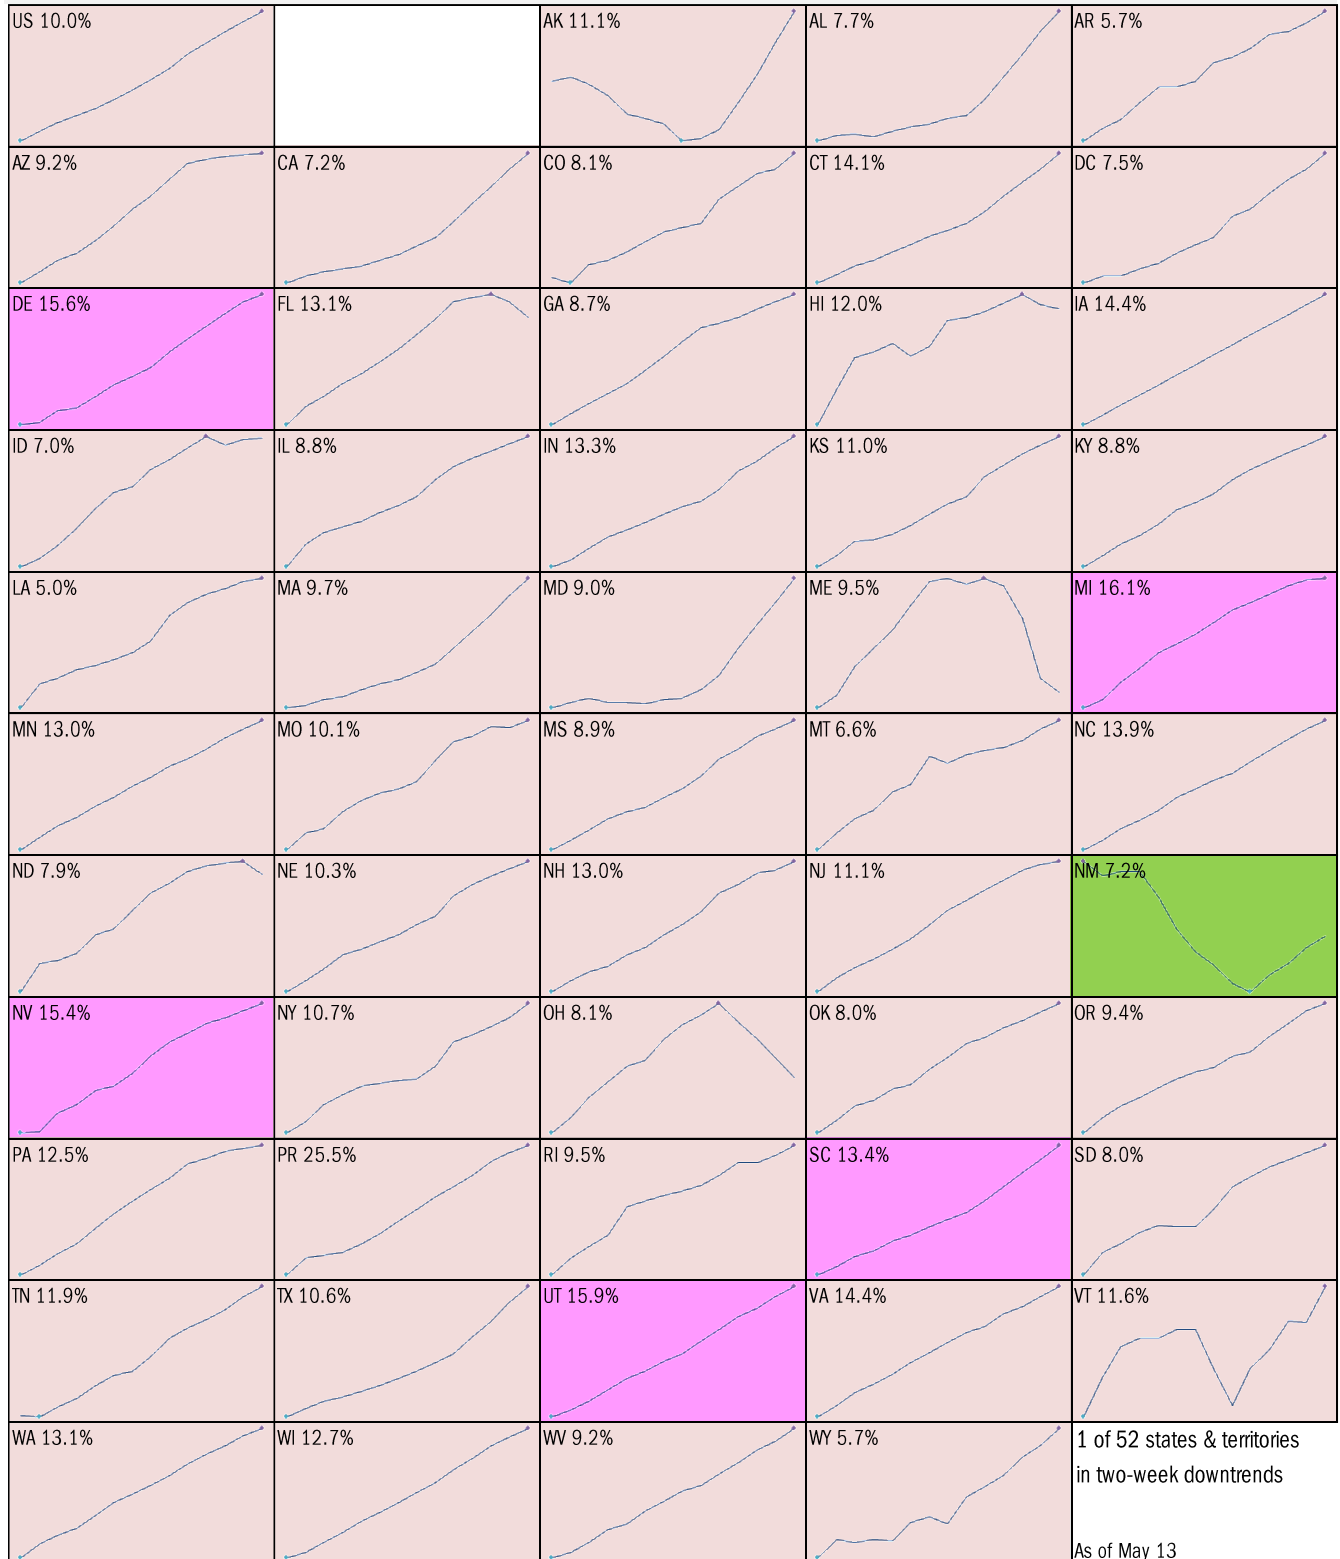 US 10.0%
AK 11.1%
AL 7.7%
AR 5.7%
AZ 9.2%
CA 7.2%
CO 8.1%
CT 14.1%
DC 7.5%
DE 15.6%
FL 13.1%
GA 8.7%
HI 12.0%
IA 14.4%
ID 7.0%
IL 8.8%
IN 13.3%
KS 11.0%
KY 8.8%
LA 5.0%
MA 9.7%
MD 9.0%
ME 9.5%
MI 16.1%
MN 13.0%
MO 10.1%
MS 8.9%
MT 6.6%
NC 13.9%
ND 7.9%
NE 10.3%
NH 13.0%
NJ 11.1%
NM 7.2%
NV 15.4%
NY 10.7%
OH 8.1%
OK 8.0%
OR 9.4%
PA 12.5%
PR 25.5%
RI 9.5%
SC 13.4%
SD 8.0%
TN 11.9%
TX 10.6%
UT 15.9%
VA 14.4%
VT 11.6%
WA 13.1%
WI 12.7%
WV 9.2%
WY 5.7%
1 of 52 states & territories
in two-week downtrends
As of May 13